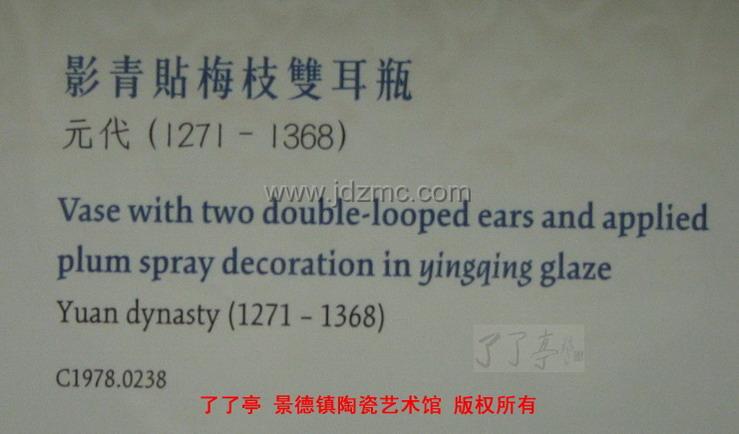 影青貼梅枝雙耳瓶
元代 (1271 - 1368)
www.jdzmc.com
Vase with two double-looped ears and applied
plum spray decoration in yingqing glaze
Yuan dynasty (1271 – 1368)
了了亭
C1978.0238
了了亭 景德镇陶瓷艺术馆 版权所有